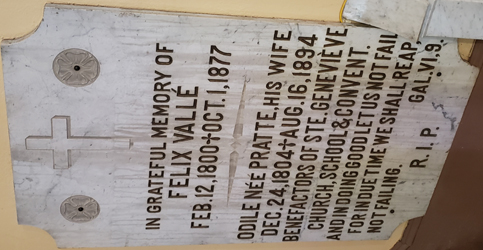 IN GRATEFUL MEMORY OF
FELIX VALLÉ
FEB.12,1800✝OCT.1,1877
ODILE NÉE PRATTE, HIS WIFE
DEC.24,1804✝AUG.16,1894
BENEFACTORS OF STE. GENEVIÈVE
CHURCH, SCHOOL & CONVENT.
AND IN DOING GOOD LET US NOT FAIL
FOR IN DUE TIME WE SHALL REAP,
NOT FAILING. GAL.VI.9.
R. I. P.